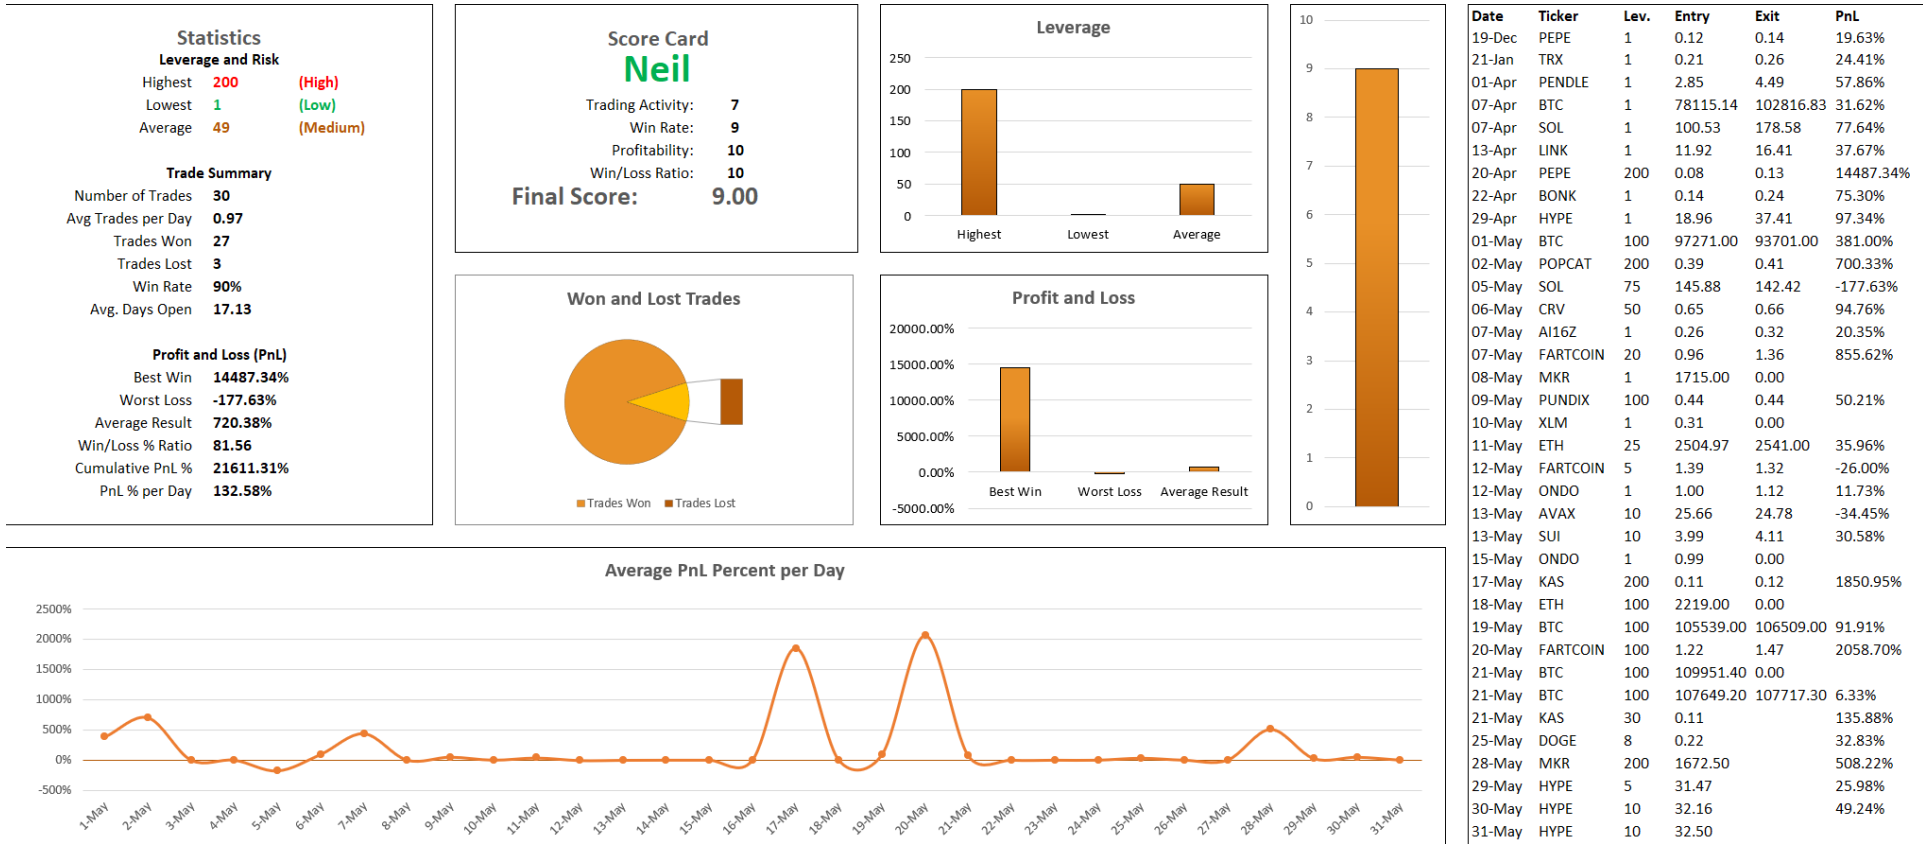 Statistics
Leverage and Risk
Highest 200 (High)
Lowest 1 (Low)
Average 49 (Medium)
Trade Summary
Number of Trades 30
Avg Trades per Day 0.97
Trades Won 27
Trades Lost 3
Win Rate 90%
Avg. Days Open 17.13
Profit and Loss (PnL)
Best Win 14487.34%
Worst Loss -177.63%
Average Result 720.38%
Win/Loss % Ratio 81.56
Cumulative PnL % 21611.31%
PnL % per Day 132.58%
Score Card
Neil
Trading Activity: 7
Win Rate: 9
Profitability: 10
Win/Loss Ratio: 10
Final Score: 9.00
Won and Lost Trades
Trades Won Trades Lost
Leverage
250
200
150
100
50
0
Highest Lowest Average
Profit and Loss
20000.00%
15000.00%
10000.00%
5000.00%
0.00%
-5000.00%
Best Win Worst Loss Average Result
10
9
8
7
6
5
4
3
2
1
0
Average PnL Percent per Day
2500%
2000%
1500%
1000%
500%
0%
-500%
1-May 2-May 3-May 4-May 5-May 6-May 7-May 8-May 9-May 10-May 11-May 12-May 13-May 14-May 15-May 16-May 17-May 18-May 19-May 20-May 21-May 22-May 23-May 24-May 25-May 26-May 27-May 28-May 29-May 30-May 31-May
Date Ticker Lev. Entry Exit PnL
19-Dec PEPE 1 0.12 0.14 19.63%
21-Jan TRX 1 0.21 0.26 24.41%
01-Apr PENDLE 1 2.85 4.49 57.86%
07-Apr BTC 1 78115.14 102816.83 31.62%
07-Apr SOL 1 100.53 178.58 77.64%
13-Apr LINK 1 11.92 16.41 37.67%
20-Apr PEPE 200 0.08 0.13 14487.34%
22-Apr BONK 1 0.14 0.24 75.30%
29-Apr HYPE 1 18.96 37.41 97.34%
01-May BTC 100 97271.00 93701.00 381.00%
02-May POPCAT 200 0.39 0.41 700.33%
05-May SOL 75 145.88 142.42 -177.63%
06-May CRV 50 0.65 0.66 94.76%
07-May AI16Z 1 0.26 0.32 20.35%
07-May FARTCOIN 20 0.96 1.36 855.62%
08-May MKR 1 1715.00 0.00
09-May PUNDIX 100 0.44 0.44 50.21%
10-May XLM 1 0.31 0.00
11-May ETH 25 2504.97 2541.00 35.96%
12-May FARTCOIN 5 1.39 1.32 -26.00%
12-May ONDO 1 1.00 1.12 11.73%
13-May AVAX 10 25.66 24.78 -34.45%
13-May SUI 10 3.99 4.11 30.58%
15-May ONDO 1 0.99 0.00
17-May KAS 200 0.11 0.12 1850.95%
18-May ETH 100 2219.00 0.00
19-May BTC 100 105539.00 106509.00 91.91%
20-May FARTCOIN 100 1.22 1.47 2058.70%
21-May BTC 100 109951.40 0.00
21-May BTC 100 107649.20 107717.30 6.33%
21-May KAS 30 0.11 135.88%
25-May DOGE 8 0.22 32.83%
28-May MKR 200 1672.50 508.22%
29-May HYPE 5 31.47 25.98%
30-May HYPE 10 32.16 49.24%
31-May HYPE 10 32.50